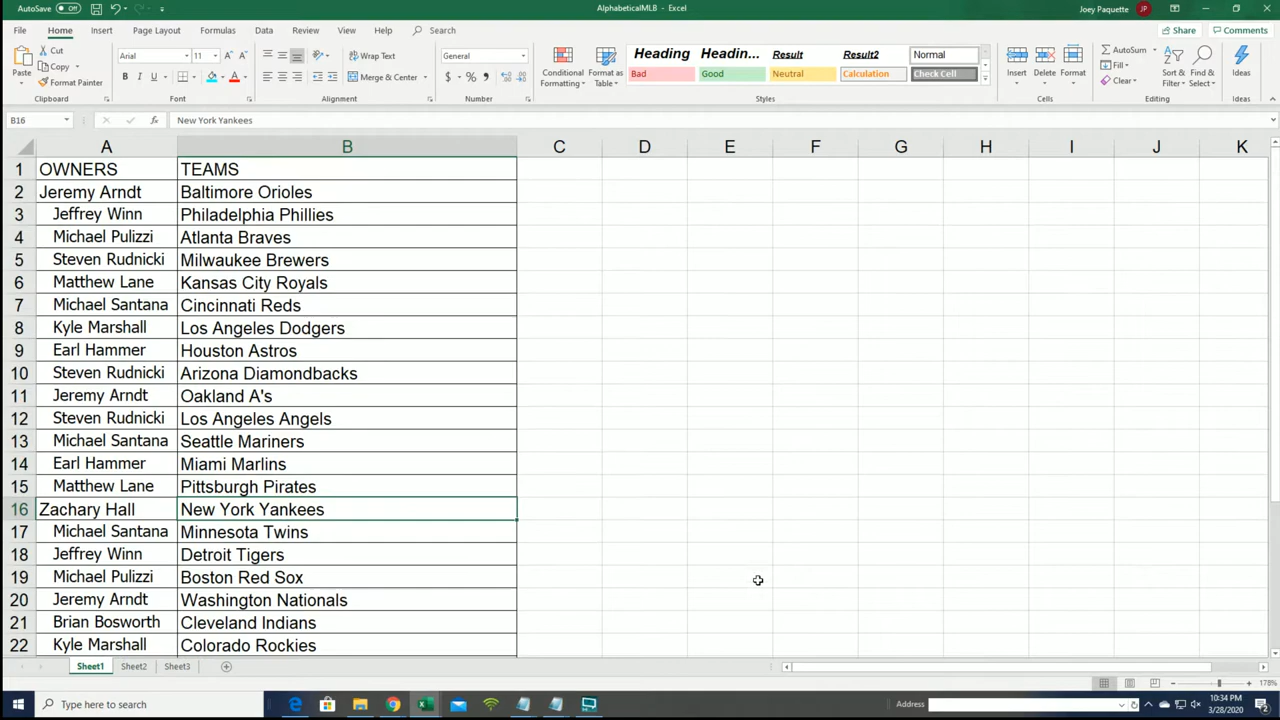 AutoSave Off
AlphabeticalMLB - Excel
Joey Paquette JP
File Home Insert Page Layout Formulas Data Review View Help Search
Share Comments
Paste
Cut
Copy
Format Painter
Clipboard
Arial 11
B I U
Font
Wrap Text
Merge & Center
Alignment
General
$ % ,
Number
Conditional Formatting
Format as Table
Heading Headin... Result Result2 Normal
Bad Good Neutral Calculation Check Cell
Styles
Insert Delete Format
Cells
AutoSum
Fill
Clear
Sort & Filter
Find & Select
Editing
Ideas
Ideas
B16 fx New York Yankees
A B C D E F G H I J K
1 OWNERS TEAMS
2 Jeremy Arndt Baltimore Orioles
3 Jeffrey Winn Philadelphia Phillies
4 Michael Pulizzi Atlanta Braves
5 Steven Rudnicki Milwaukee Brewers
6 Matthew Lane Kansas City Royals
7 Michael Santana Cincinnati Reds
8 Kyle Marshall Los Angeles Dodgers
9 Earl Hammer Houston Astros
10 Steven Rudnicki Arizona Diamondbacks
11 Jeremy Arndt Oakland A's
12 Steven Rudnicki Los Angeles Angels
13 Michael Santana Seattle Mariners
14 Earl Hammer Miami Marlins
15 Matthew Lane Pittsburgh Pirates
16 Zachary Hall New York Yankees
17 Michael Santana Minnesota Twins
18 Jeffrey Winn Detroit Tigers
19 Michael Pulizzi Boston Red Sox
20 Jeremy Arndt Washington Nationals
21 Brian Bosworth Cleveland Indians
22 Kyle Marshall Colorado Rockies
Sheet1 Sheet2 Sheet3
178%
Type here to search
Address
10:34 PM
3/28/2020